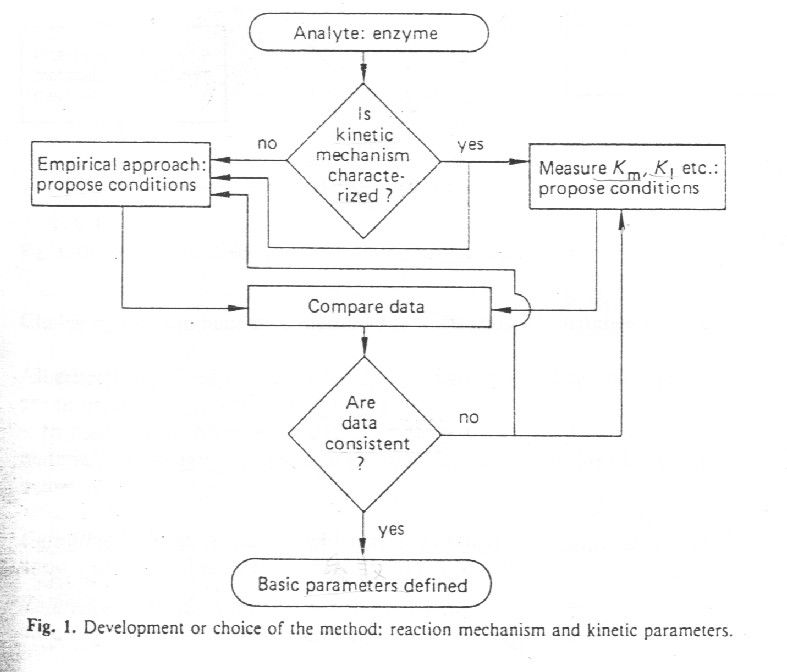 Analyte: enzyme
Is
kinetic
mechanism
characte-
rized ?
no
yes
Empirical approach:
propose conditions
Measure Km, KI etc.:
propose conditions
Compare data
Are
data
consistent
?
no
yes
Basic parameters defined
Fig. 1. Development or choice of the method: reaction mechanism and kinetic parameters.